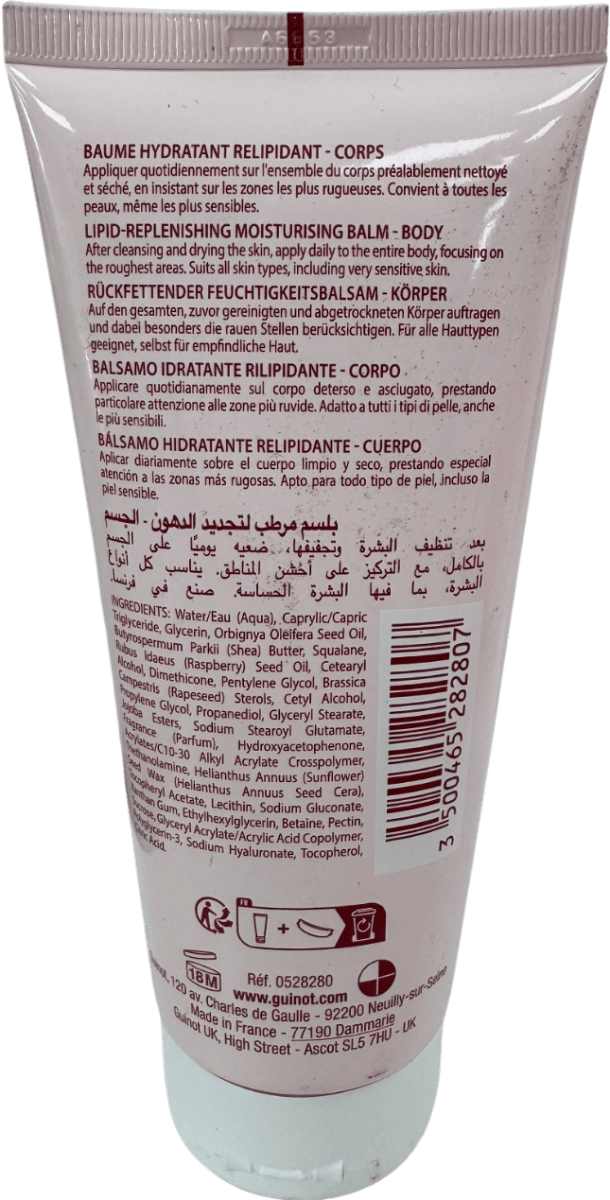 A6653
BAUME HYDRATANT RELIPIDANT - CORPS
Appliquer quotidiennement sur l'ensemble du corps préalablement nettoyé
et séché, en insistant sur les zones les plus rugueuses. Convient à toutes les
peaux, même les plus sensibles.
LIPID-REPLENISHING MOISTURISING BALM - BODY
After cleansing and drying the skin, apply daily to the entire body, focusing on
the roughest areas. Suits all skin types, including very sensitive skin.
RÜCKFETTENDER FEUCHTIGKEITSBALSAM - KÖRPER
Auf den gesamten, zuvor gereinigten und abgetrockneten Körper auftragen
und dabei besonders die rauen Stellen berücksichtigen. Für alle Hauttypen
geeignet, selbst für empfindliche Haut.
BALSAMO IDRATANTE RILIPIDANTE - CORPO
Applicare quotidianamente sul corpo deterso e asciugato, prestando
particolare attenzione alle zone più ruvide. Adatto a tutti i tipi di pelle, anche
le più sensibili.
BÁLSAMO HIDRATANTE RELIPIDANTE - CUERPO
Aplicar diariamente sobre el cuerpo limpio y seco, prestando especial
atención a las zonas más rugosas. Apto para todo tipo de piel, incluso la
piel sensible.
بلسم مرطب لتجديد الدهون - الجسم
بعد تنظيف البشرة وتجفيفها، ضعيه يوميًا على الجسم
بالكامل، مع التركيز على أخشن المناطق. يناسب كل أنواع
البشرة، بما فيها البشرة الحساسة. صنع في فرنسا.
INGREDIENTS: Water/Eau (Aqua), Caprylic/Capric
Triglyceride, Glycerin, Orbignya Oleifera Seed Oil,
Butyrospermum Parkii (Shea) Butter, Squalane,
Rubus Idaeus (Raspberry) Seed Oil, Cetearyl
Alcohol, Dimethicone, Pentylene Glycol, Brassica
Campestris (Rapeseed) Sterols, Cetyl Alcohol,
Propylene Glycol, Propanediol, Glyceryl Stearate,
Jojoba Esters, Sodium Stearoyl Glutamate,
Fragrance (Parfum), Hydroxyacetophenone,
Acrylates/C10-30 Alkyl Acrylate Crosspolymer,
Triethanolamine, Helianthus Annuus (Sunflower)
Seed Wax (Helianthus Annuus Seed Cera),
Tocopheryl Acetate, Lecithin, Sodium Gluconate,
Xanthan Gum, Ethylhexylglycerin, Betaine, Pectin,
Sucrose, Glyceryl Acrylate/Acrylic Acid Copolymer,
Polyglycerin-3, Sodium Hyaluronate, Tocopherol,
Citric Acid.
3 500465 282807
FR
+
18M
Réf. 0528280
www.guinot.com
Guinot, 120 av. Charles de Gaulle - 92200 Neuilly-sur-Seine
Made in France - 77190 Dammarie
Guinot UK, High Street - Ascot SL5 7HU - UK